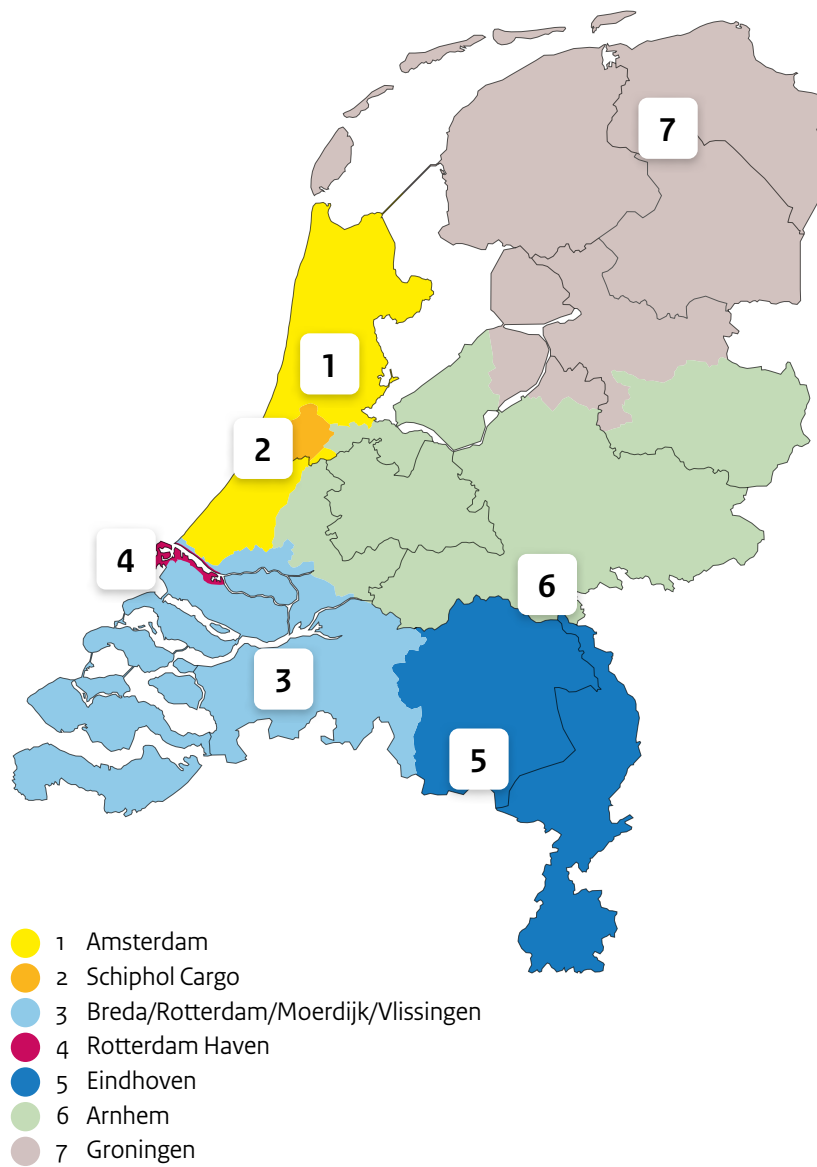 7
1
2
4
6
3
5
1 Amsterdam
2 Schiphol Cargo
3 Breda/Rotterdam/Moerdijk/Vlissingen
4 Rotterdam Haven
5 Eindhoven
6 Arnhem
7 Groningen